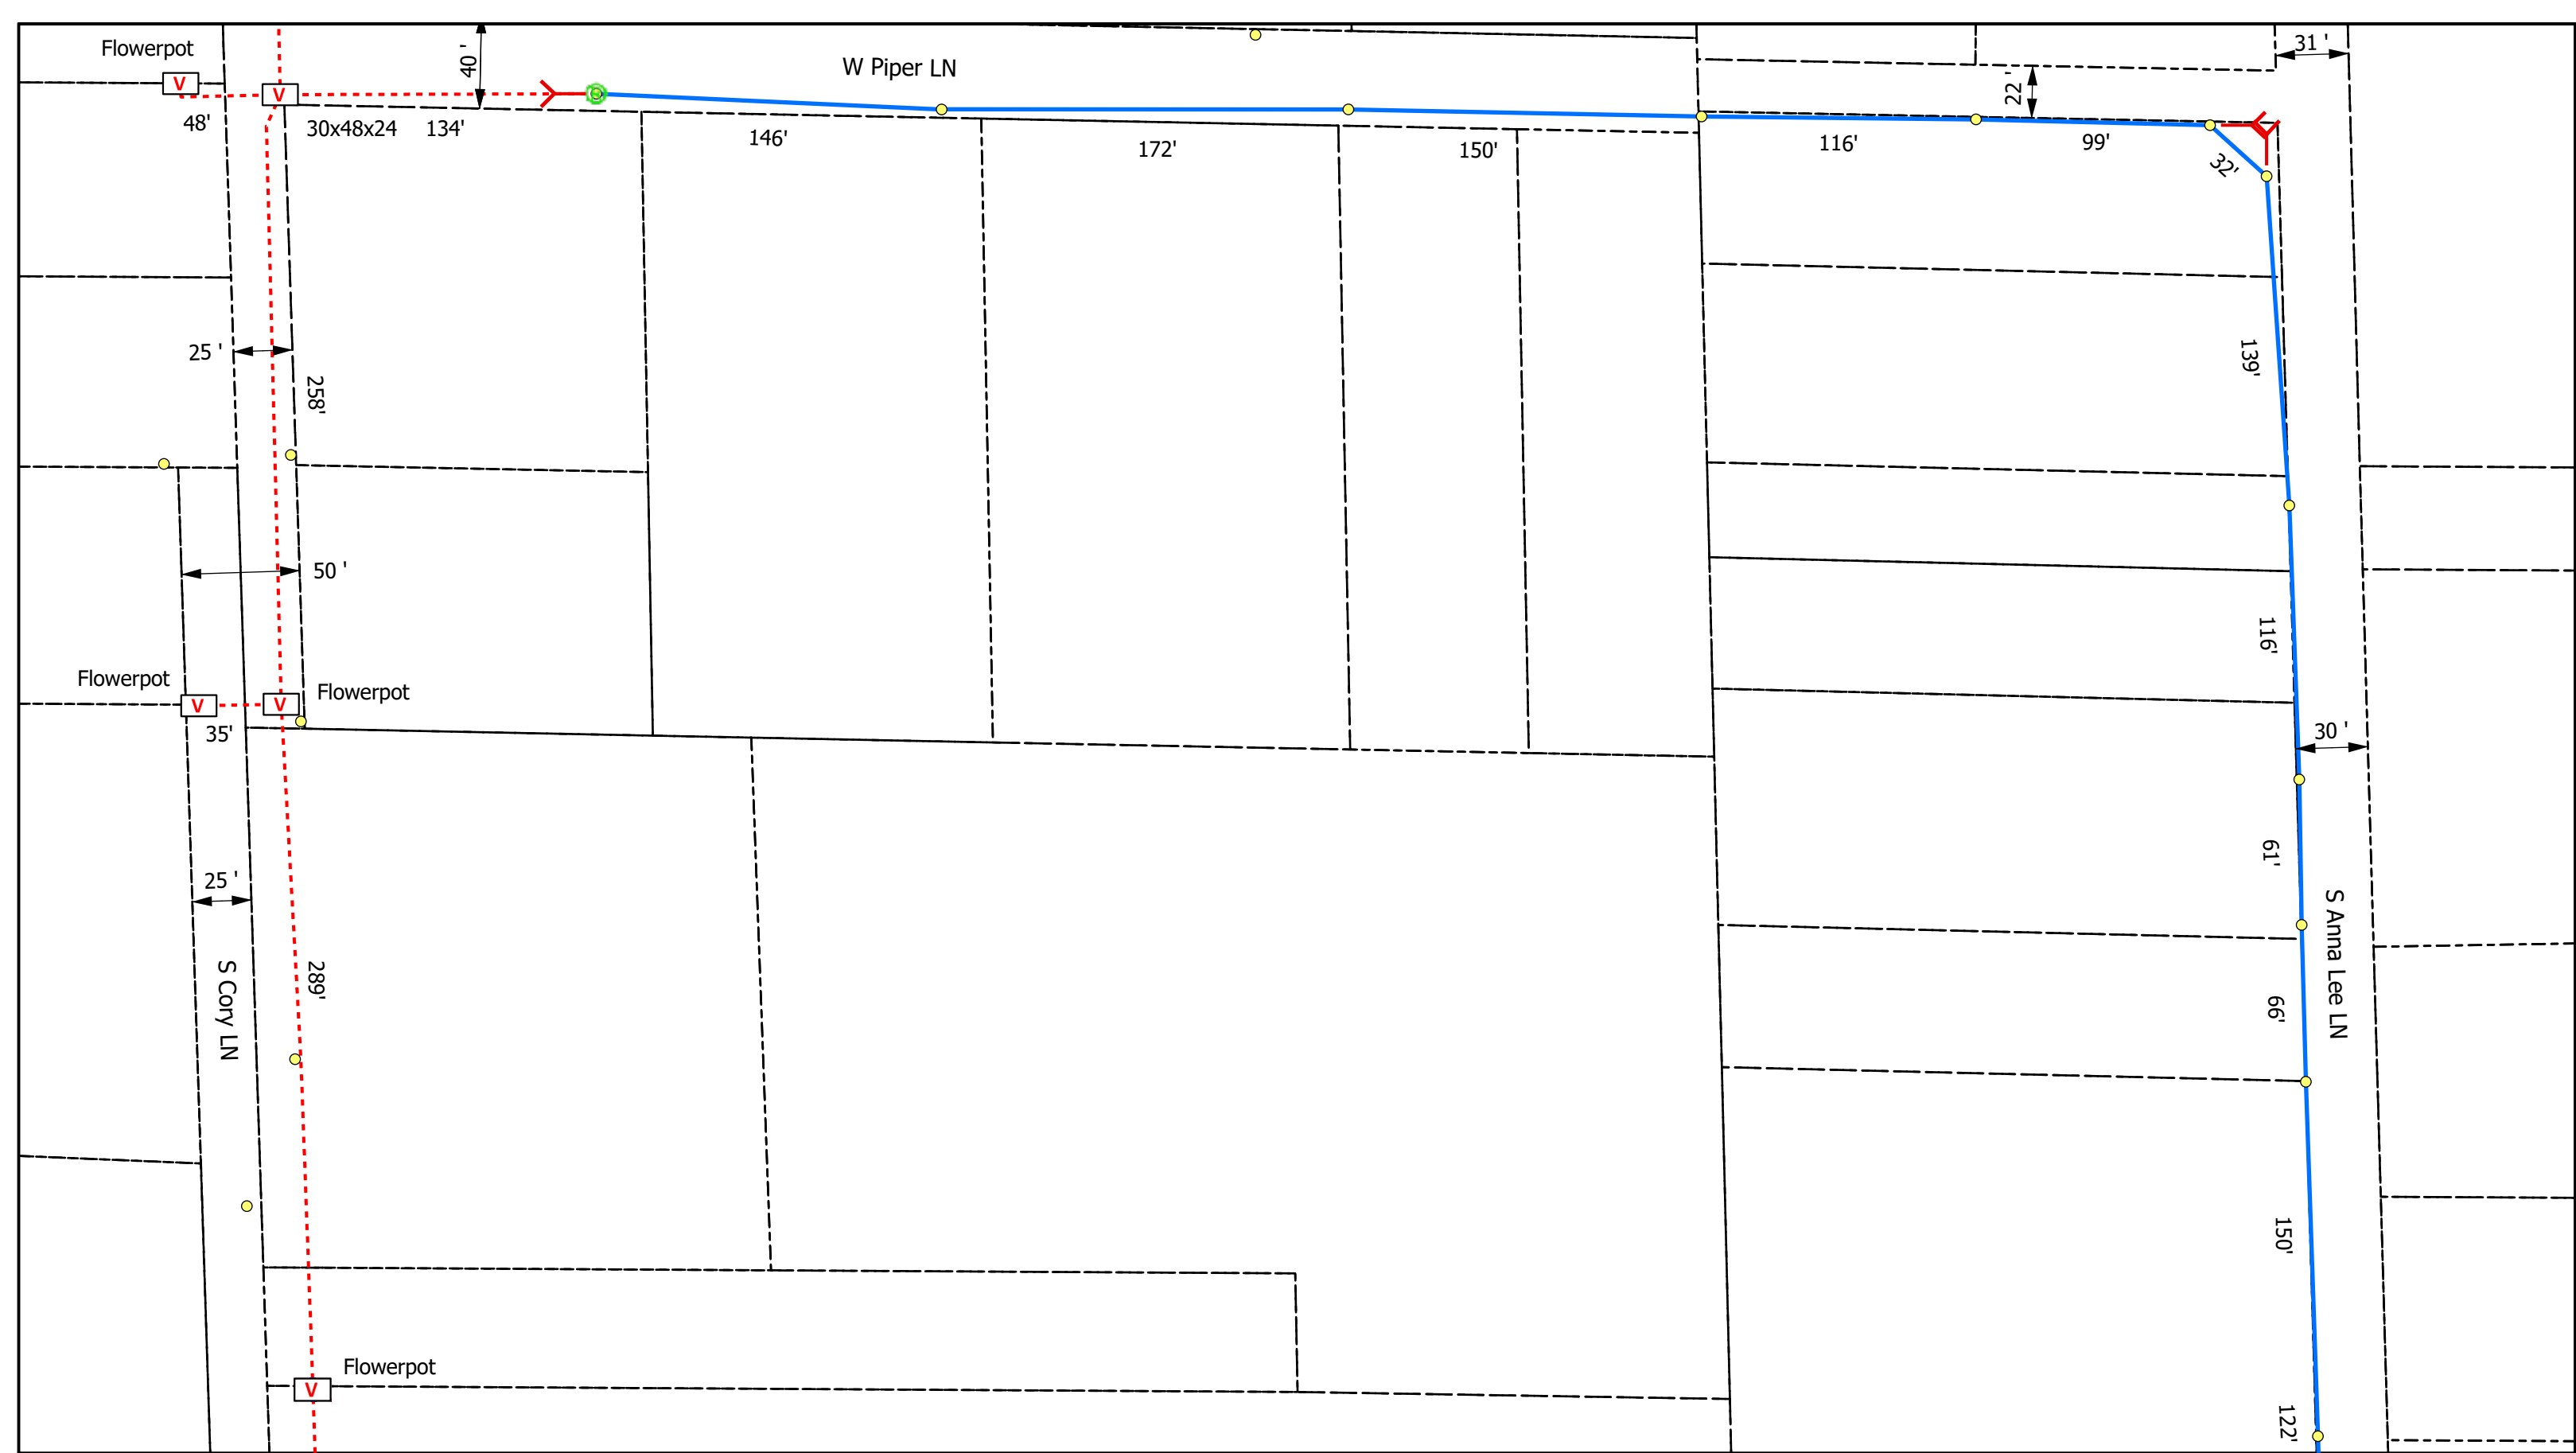 Flowerpot
V
V
48'
30x48x24
134'
40 '
W Piper LN
146'
172'
150'
116'
99'
22 '
31 '
32'
139'
25 '
258'
50 '
Flowerpot
V
V
Flowerpot
35'
116'
30 '
61'
25 '
S Cory LN
289'
66'
S Anna Lee LN
150'
Flowerpot
V
122'